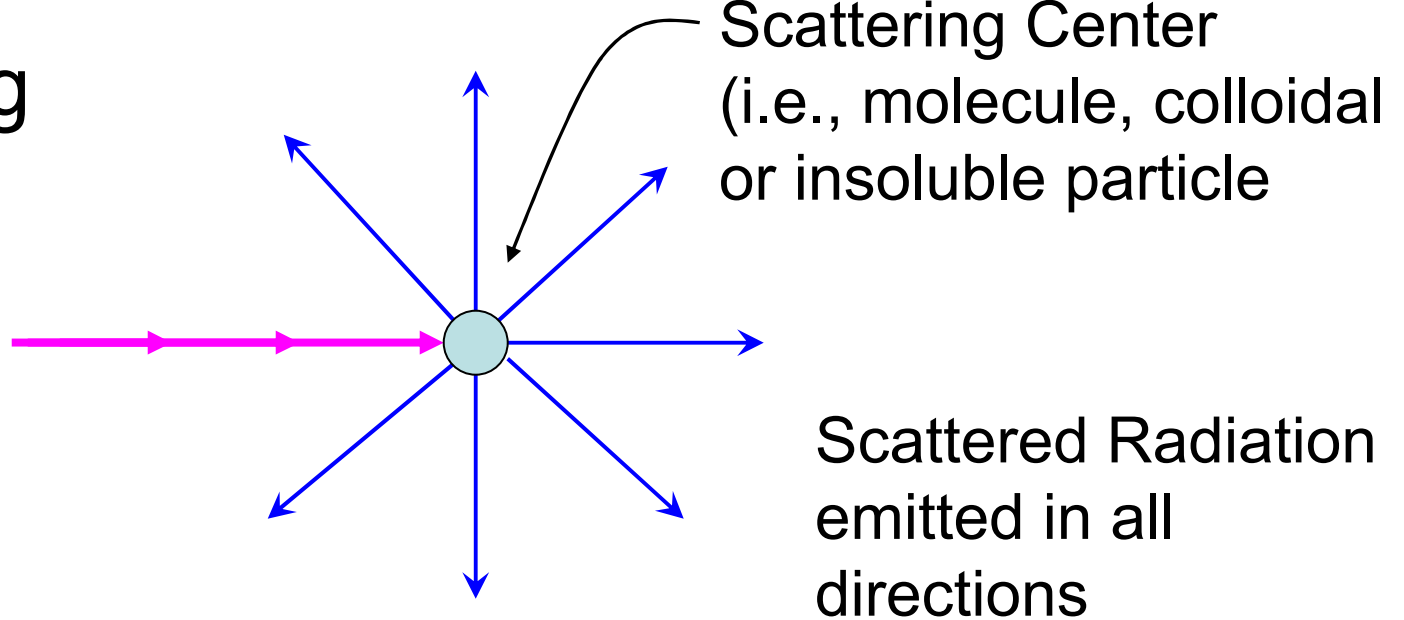 Scattering Center
(i.e., molecule, colloidal
or insoluble particle
Scattered Radiation
emitted in all
directions